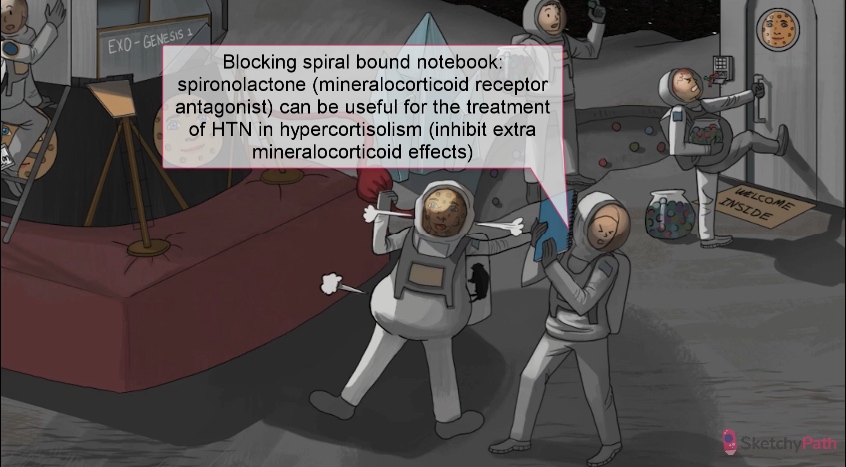 EXO-GENESIS 1
Blocking spiral bound notebook:
spironolactone (mineralocorticoid receptor
antagonist) can be useful for the treatment
of HTN in hypercortisolism (inhibit extra
mineralocorticoid effects)
WELCOME
INSIDE
SketchyPath